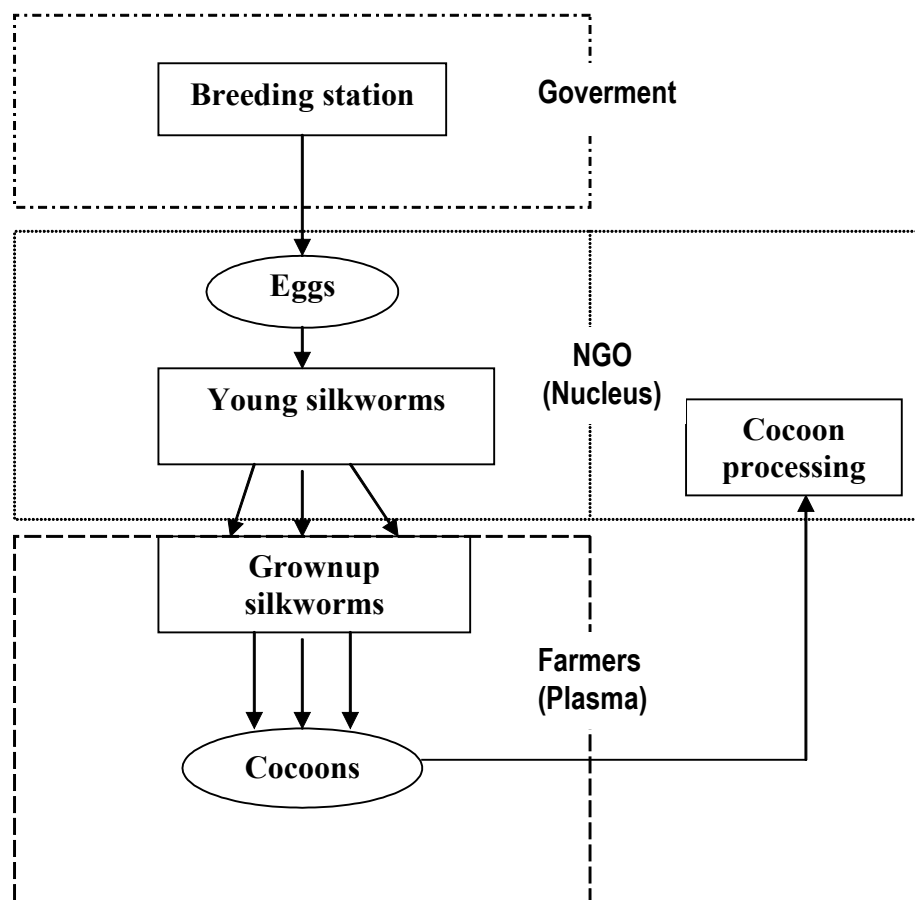 Breeding station
Goverment
Eggs
NGO
(Nucleus)
Young silkworms
Cocoon
processing
Grownup
silkworms
Farmers
(Plasma)
Cocoons